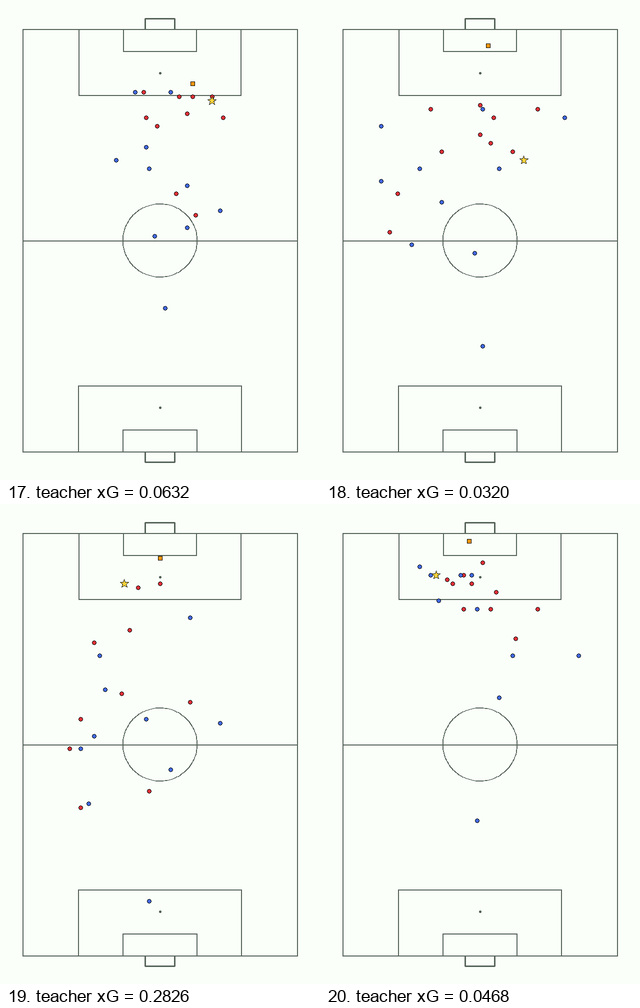 17. teacher xG = 0.0632
18. teacher xG = 0.0320
19. teacher xG = 0.2826
20. teacher xG = 0.0468